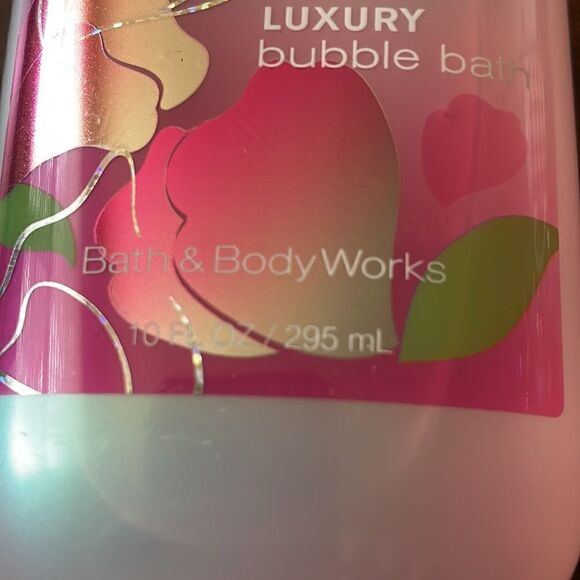 LUXURY
bubble bath
Bath & Body Works
10 FL OZ / 295 mL